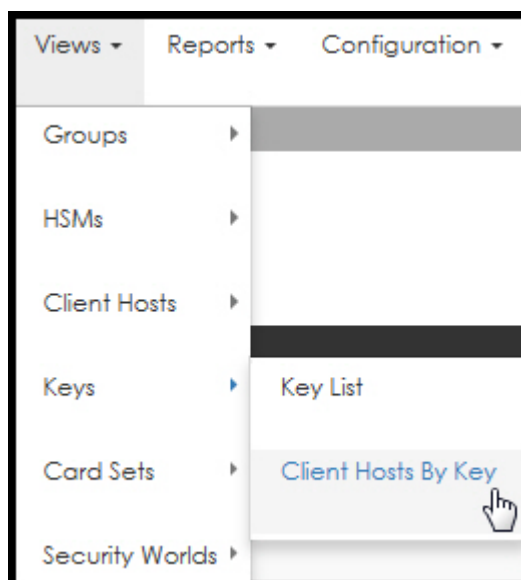 Views Reports Configuration
Groups
HSMs
Client Hosts
Keys Key List
Card Sets Client Hosts By Key
Security Worlds